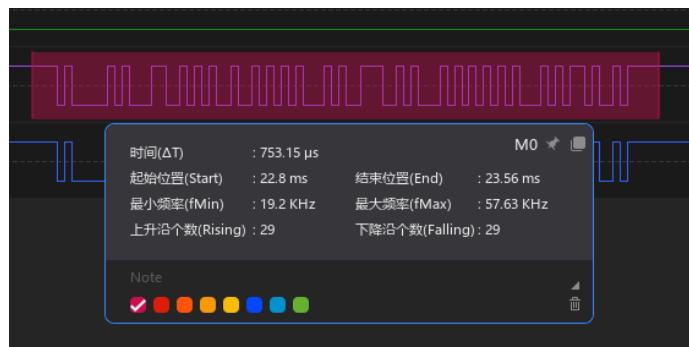 M0
时间(ΔT) : 753.15 μs
起始位置(Start) : 22.8 ms 结束位置(End) : 23.56 ms
最小频率(fMin) : 19.2 KHz 最大频率(fMax) : 57.63 KHz
上升沿个数(Rising) : 29 下降沿个数(Falling) : 29
Note